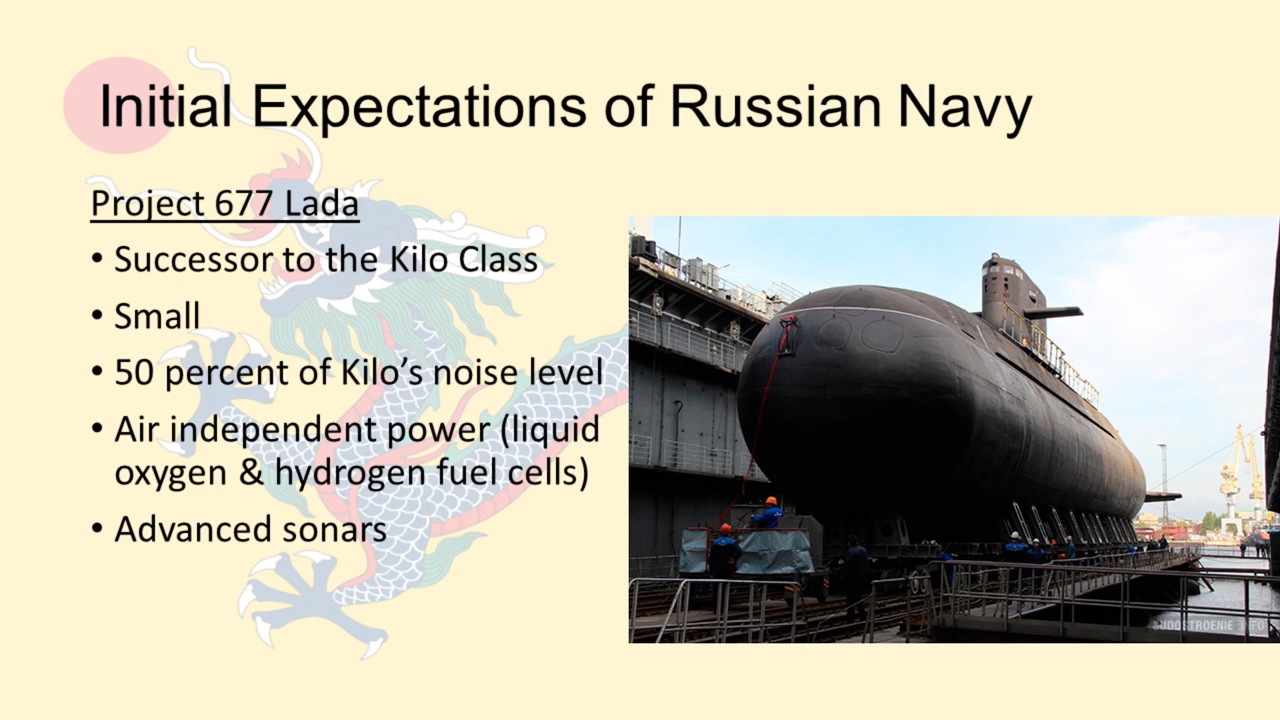 Initial Expectations of Russian Navy
Project 677 Lada
• Successor to the Kilo Class
• Small
• 50 percent of Kilo’s noise level
• Air independent power (liquid
oxygen & hydrogen fuel cells)
• Advanced sonars
SUDOSTROENIE INFO